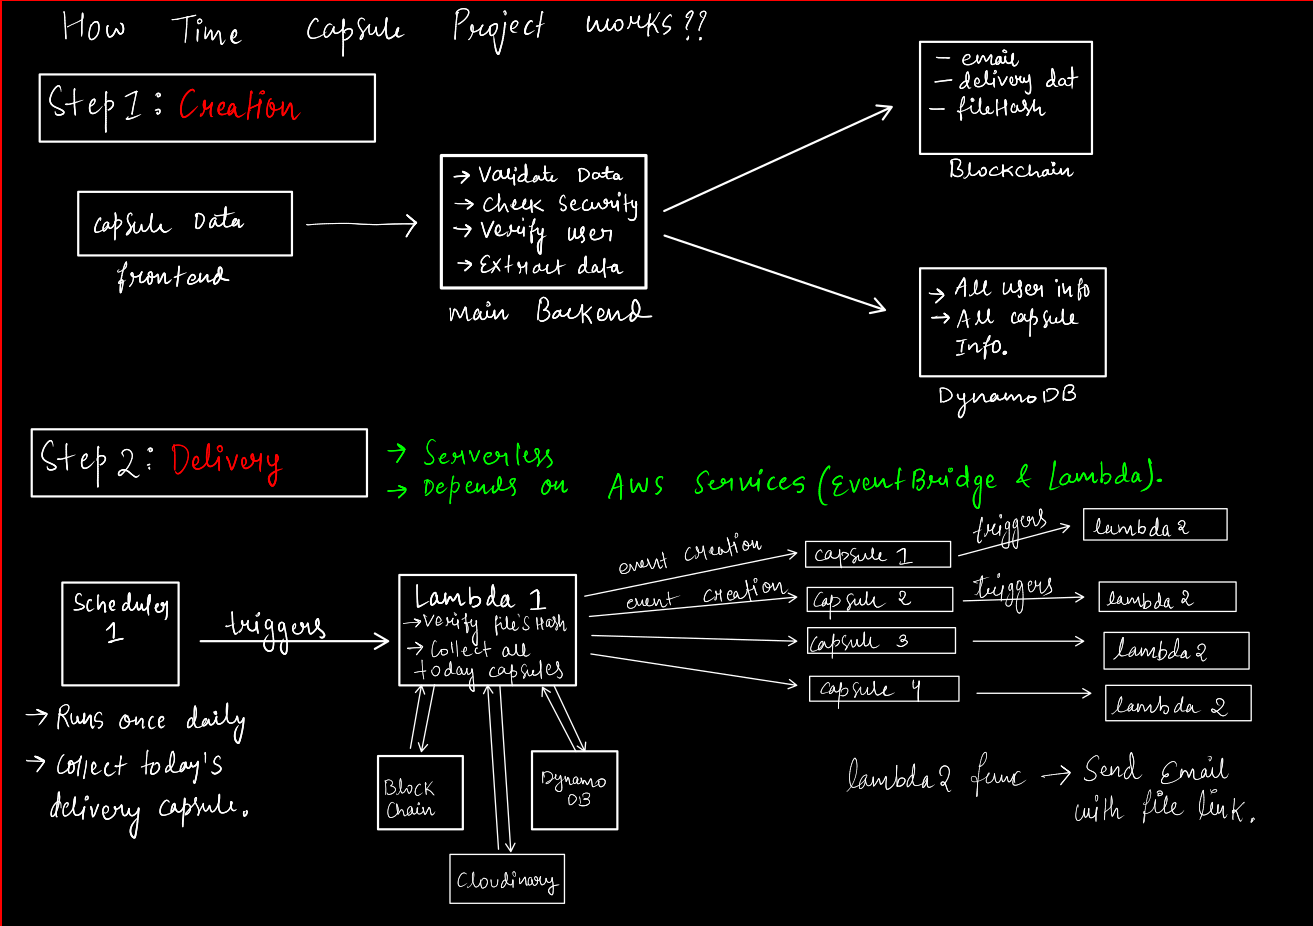 How Time Capsule Project works??
Step 1: Creation
- email
- delivery dat
- fileHash
Blockchain
→ Validate Data
→ Check Security
→ Verify user
→ Extract data
main Backend
Capsule Data
frontend
→ All user info
→ All capsule
Info.
DynamoDB
Step 2: Delivery
→ Serverless
→ Depends on AWS Services (EventBridge & Lambda).
Scheduler
1
triggers
→ Runs once daily
→ Collect today's
delivery capsule.
Lambda 1
→ Verify file's Hash
→ Collect all
today capsules
Block
Chain
Cloudinary
Dynamo
DB
event creation
capsule 1
triggers
lambda 2
event creation
capsule 2
triggers
lambda 2
capsule 3
lambda 2
capsule 4
lambda 2
lambda 2 func → Send Email
with file link.